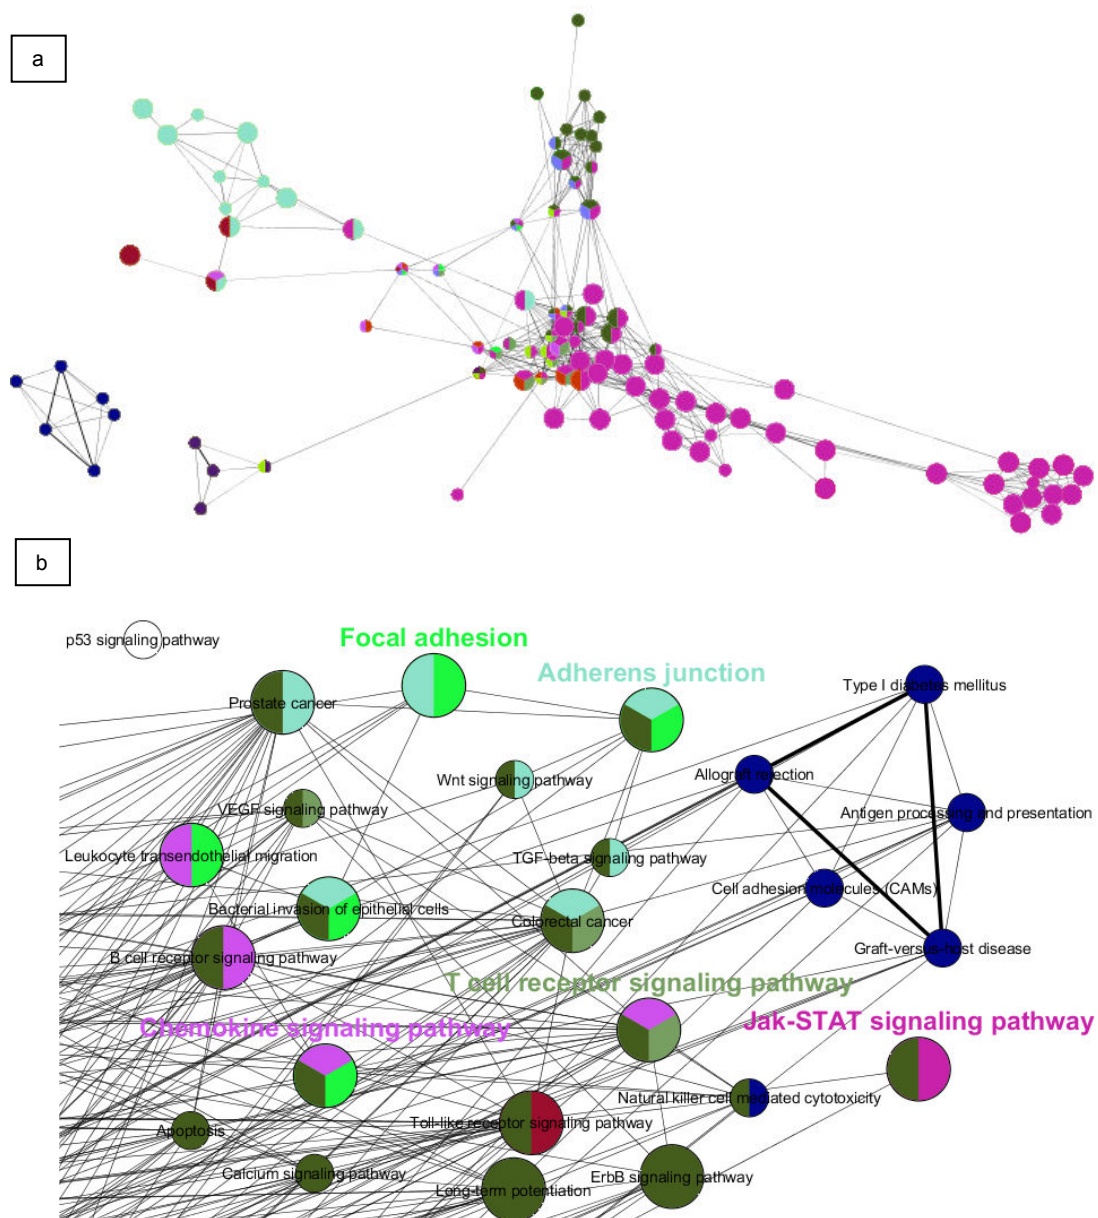 a
b
p53 signaling pathway
Focal adhesion
Adherens junction
Type I diabetes mellitus
Prostate cancer
Wnt signaling pathway
Allograft rejection
VEGF signaling pathway
Antigen processing and presentation
Leukocyte transendothelial migration
TGF-beta signaling pathway
Cell adhesion molecules (CAMs)
Bacterial invasion of epithelial cells
Colorectal cancer
B cell receptor signaling pathway
Graft-versus-host disease
T cell receptor signaling pathway
Chemokine signaling pathway
Jak-STAT signaling pathway
Natural killer cell mediated cytotoxicity
Toll-like receptor signaling pathway
Apoptosis
Calcium signaling pathway
Long-term potentiation
ErbB signaling pathway